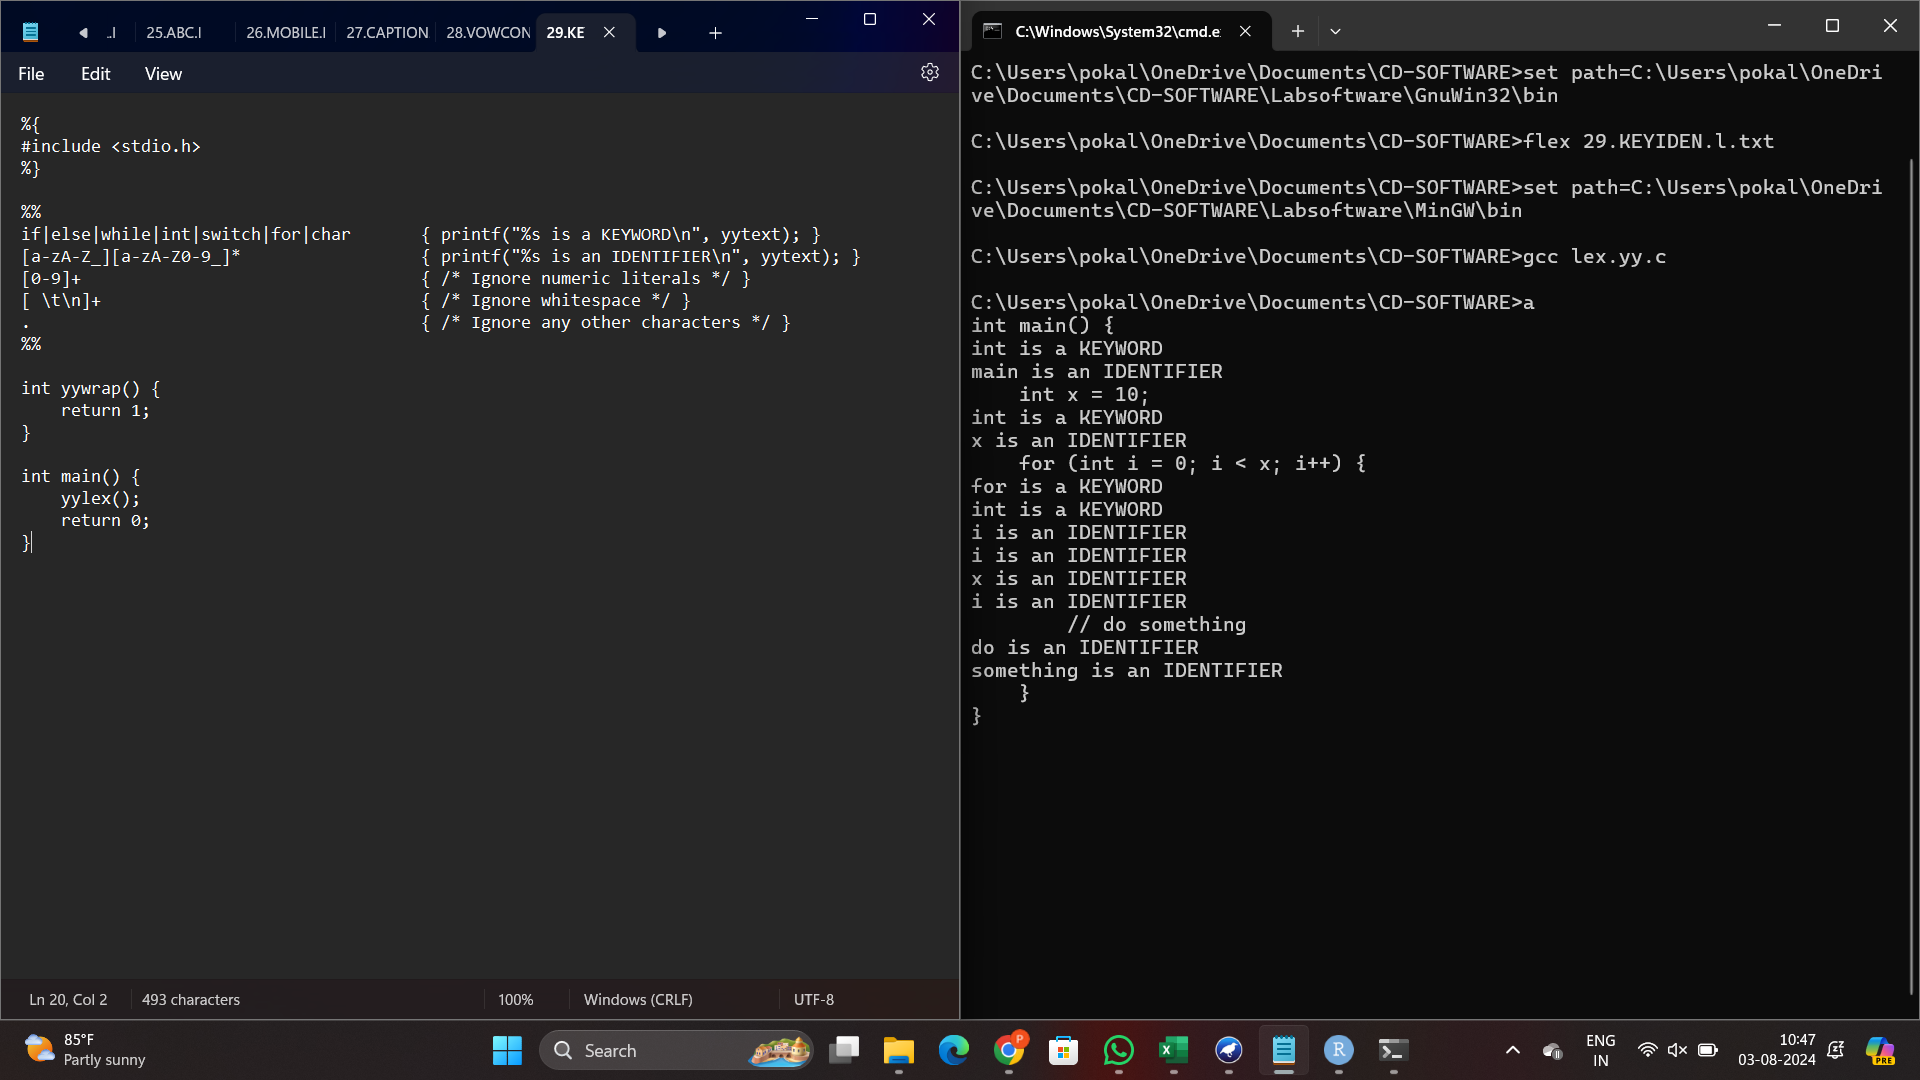 ..l
25.ABC.l
26.MOBILE.l
27.CAPTION
28.VOWCON
29.KE
File
Edit
View
%{
#include <stdio.h>
%}
%%
if|else|while|int|switch|for|char       { printf("%s is a KEYWORD\n", yytext); }
[a-zA-Z_][a-zA-Z0-9_]*                  { printf("%s is an IDENTIFIER\n", yytext); }
[0-9]+                                  { /* Ignore numeric literals */ }
[ \t\n]+                                { /* Ignore whitespace */ }
.                                       { /* Ignore any other characters */ }
%%
int yywrap() {
    return 1;
}
int main() {
    yylex();
    return 0;
}
Ln 20, Col 2
493 characters
100%
Windows (CRLF)
UTF-8
C:\Windows\System32\cmd.e
C:\Users\pokal\OneDrive\Documents\CD-SOFTWARE>set path=C:\Users\pokal\OneDri
ve\Documents\CD-SOFTWARE\Labsoftware\GnuWin32\bin
C:\Users\pokal\OneDrive\Documents\CD-SOFTWARE>flex 29.KEYIDEN.l.txt
C:\Users\pokal\OneDrive\Documents\CD-SOFTWARE>set path=C:\Users\pokal\OneDri
ve\Documents\CD-SOFTWARE\Labsoftware\MinGW\bin
C:\Users\pokal\OneDrive\Documents\CD-SOFTWARE>gcc lex.yy.c
C:\Users\pokal\OneDrive\Documents\CD-SOFTWARE>a
int main() {
int is a KEYWORD
main is an IDENTIFIER
    int x = 10;
int is a KEYWORD
x is an IDENTIFIER
    for (int i = 0; i < x; i++) {
for is a KEYWORD
int is a KEYWORD
i is an IDENTIFIER
i is an IDENTIFIER
x is an IDENTIFIER
i is an IDENTIFIER
        // do something
do is an IDENTIFIER
something is an IDENTIFIER
    }
}
85°F
Partly sunny
Search
P
R
ENG
IN
10:47
03-08-2024
PRE